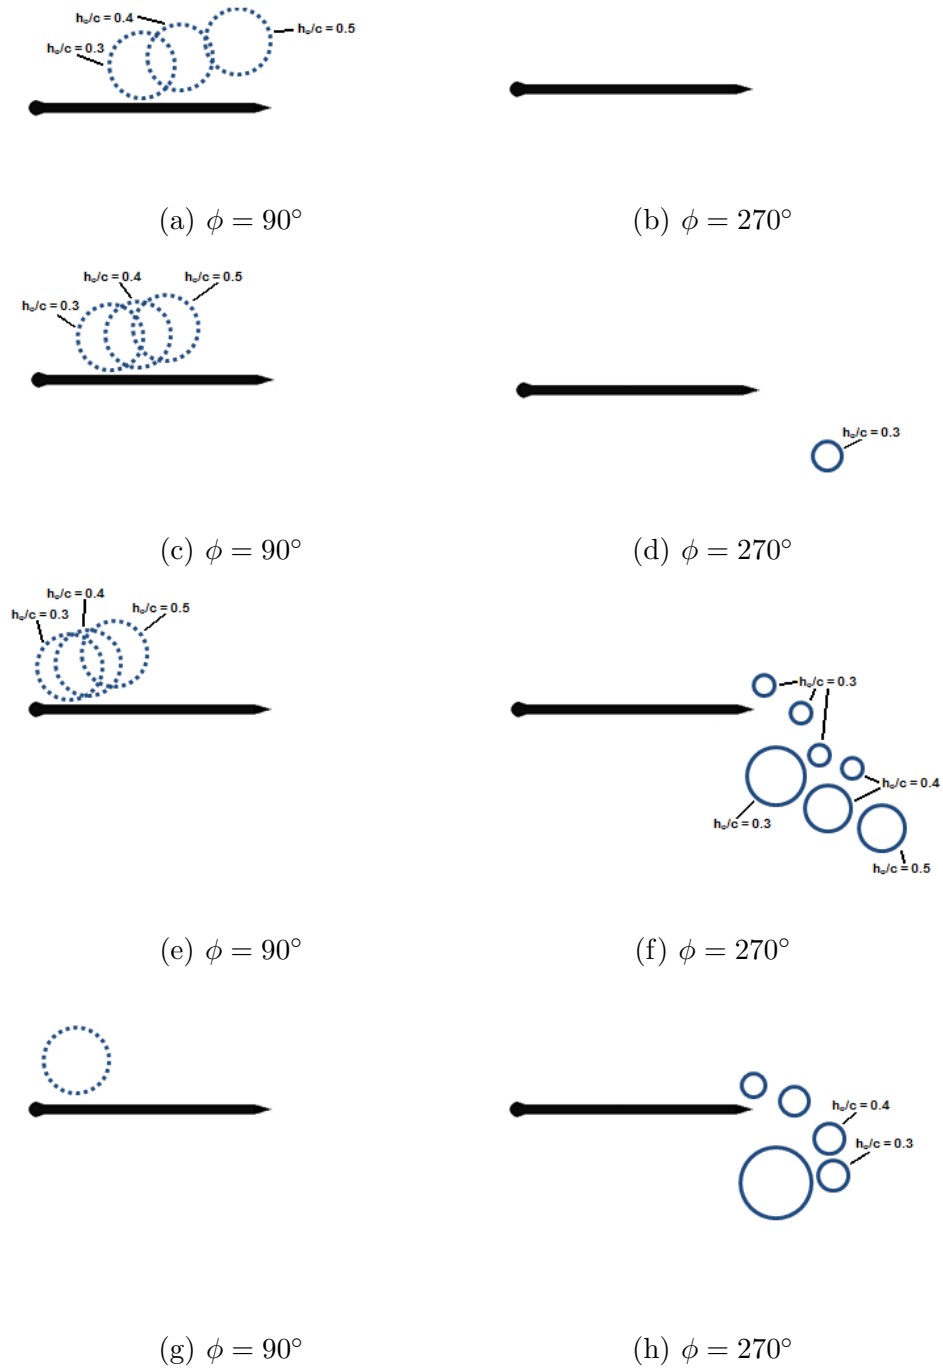 hₒ/c = 0.4
hₒ/c = 0.5
hₒ/c = 0.3
(a) ϕ = 90°
(b) ϕ = 270°
hₒ/c = 0.4
hₒ/c = 0.5
hₒ/c = 0.3
hₒ/c = 0.3
(c) ϕ = 90°
(d) ϕ = 270°
hₒ/c = 0.4
hₒ/c = 0.3
hₒ/c = 0.5
hₒ/c = 0.3
hₒ/c = 0.4
hₒ/c = 0.3
hₒ/c = 0.5
(e) ϕ = 90°
(f) ϕ = 270°
hₒ/c = 0.4
hₒ/c = 0.3
(g) ϕ = 90°
(h) ϕ = 270°